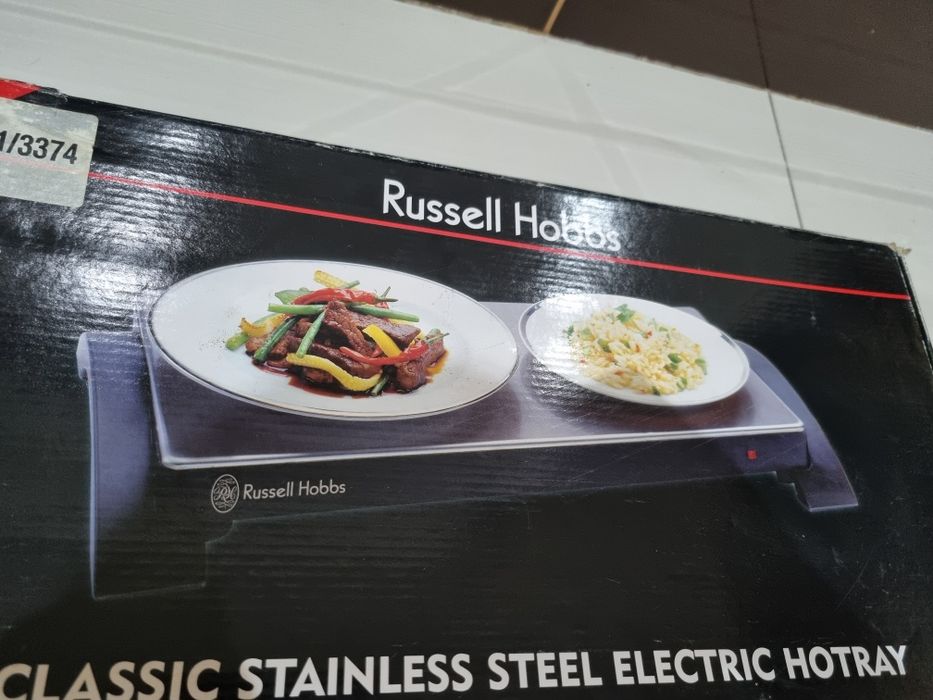 1/3374
Russell Hobbs
Russell Hobbs
CLASSIC STAINLESS STEEL ELECTRIC HOTRAY